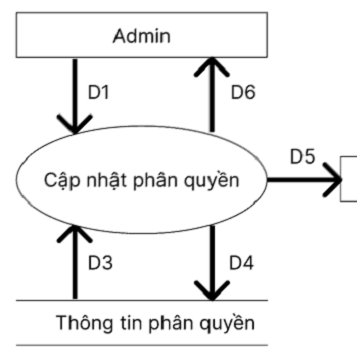 Admin
D1
D6
D5
Cập nhật phân quyền
D3
D4
Thông tin phân quyền